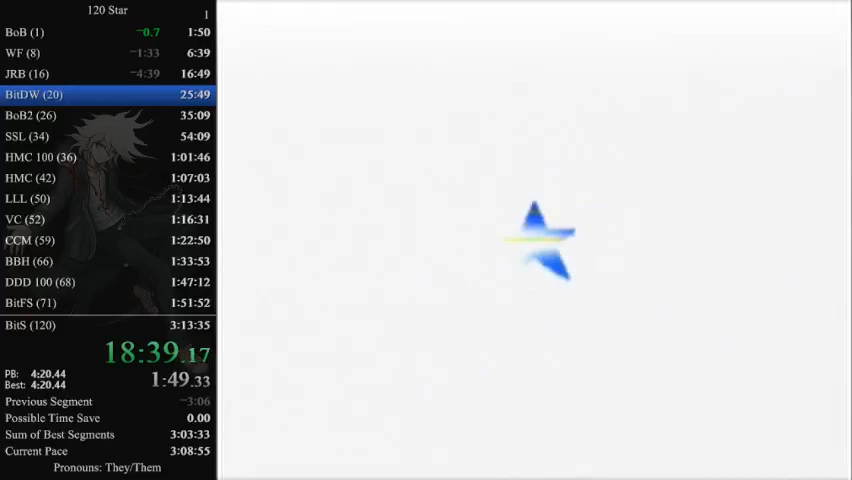 120 Star
1
BoB (1) −0.7 1:50
WF (8) −1:33 6:39
JRB (16) −4:39 16:49
BitDW (20) 25:49
BoB2 (26) 35:09
SSL (34) 54:09
HMC 100 (36) 1:01:46
HMC (42) 1:07:03
LLL (50) 1:13:44
VC (52) 1:16:31
CCM (59) 1:22:50
BBH (66) 1:33:53
DDD 100 (68) 1:47:12
BitFS (71) 1:51:52
BitS (120) 3:13:35
18:39.17
PB: 4:20.44
Best: 4:20.44
1:49.33
Previous Segment −3:06
Possible Time Save 0.00
Sum of Best Segments 3:03:33
Current Pace 3:08:55
Pronouns: They/Them